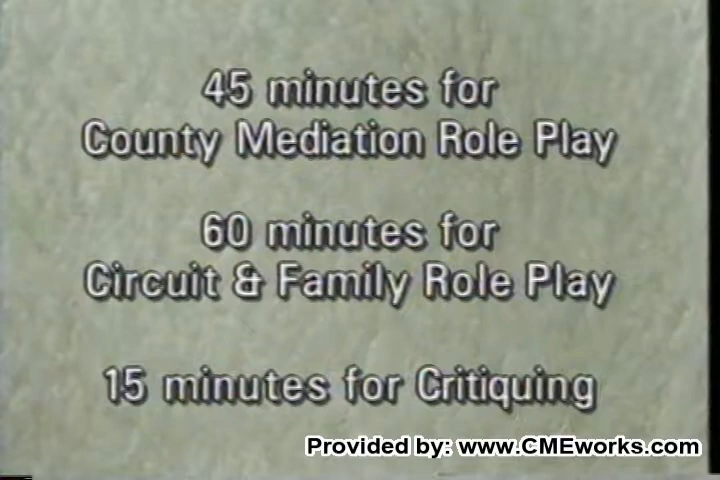 45 minutes for
County Mediation Role Play
60 minutes for
Circuit & Family Role Play
15 minutes for Critiquing
Provided by: www.CMEworks.com